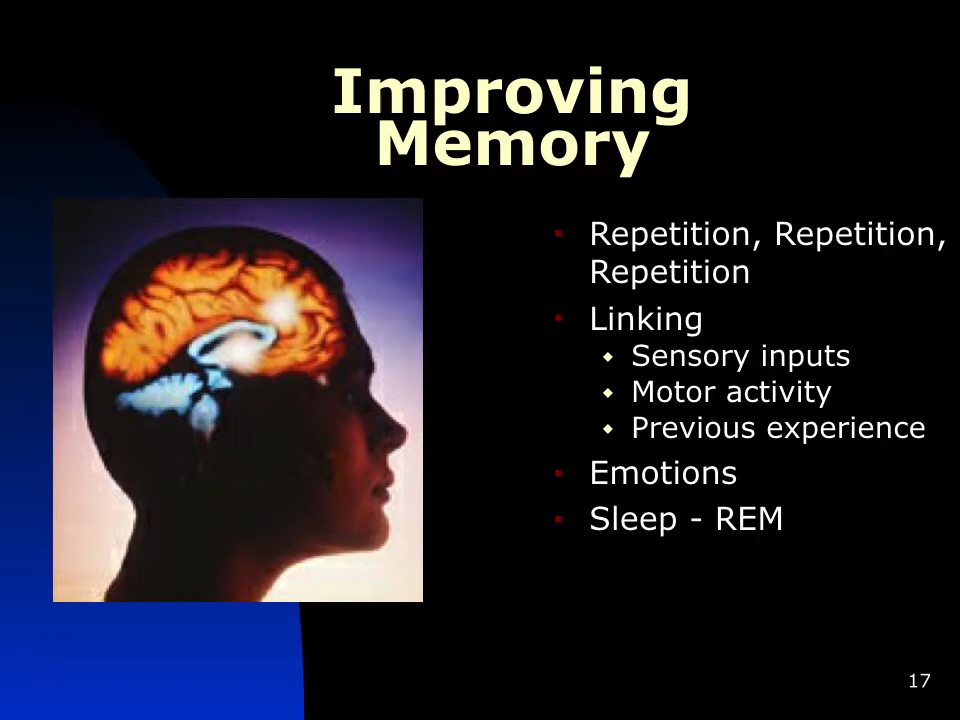 Improving
Memory
Repetition, Repetition,
Repetition
Linking
Sensory inputs
Motor activity
Previous experience
Emotions
Sleep - REM
17